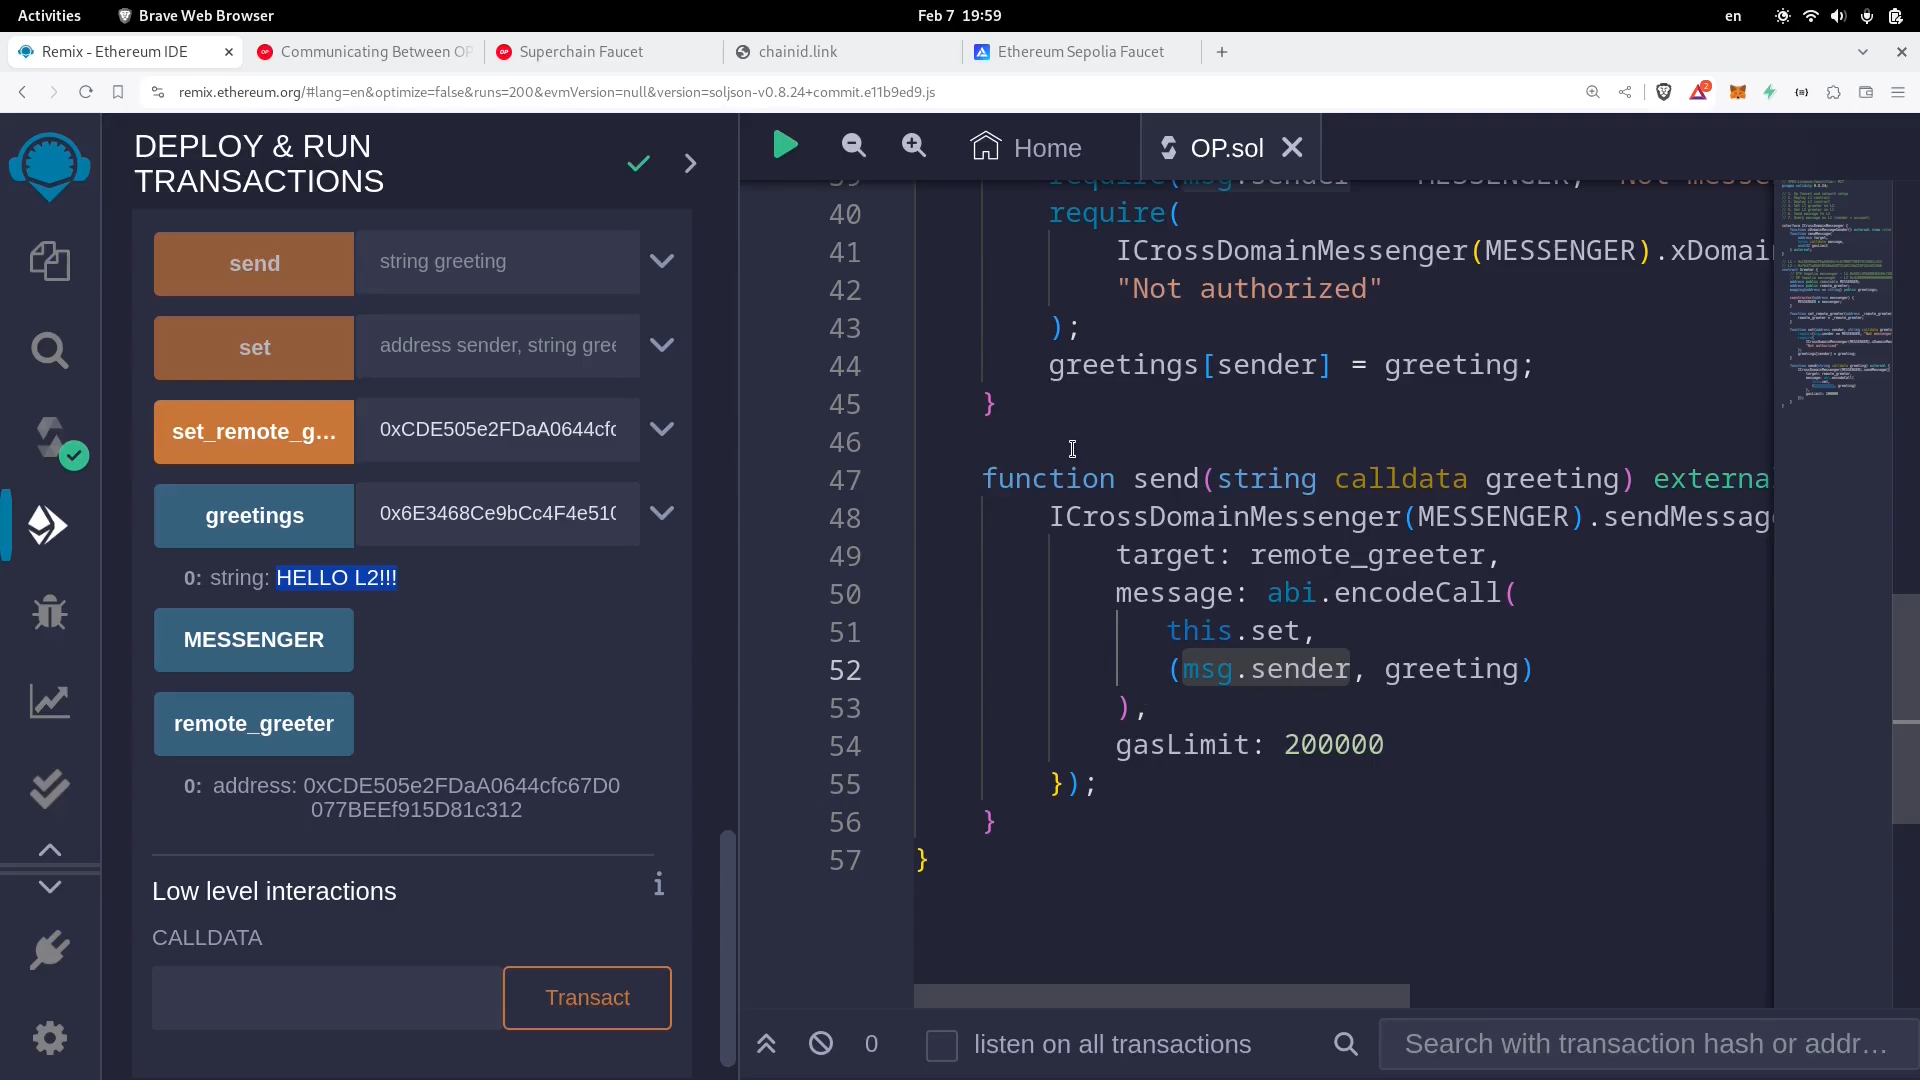 Activities
Brave Web Browser
Feb 7 19:59
en
Remix - Ethereum IDE
Communicating Between OP
Superchain Faucet
chainid.link
Ethereum Sepolia Faucet
remix.ethereum.org/#lang=en&optimize=false&runs=200&evmVersion=null&version=soljson-v0.8.24+commit.e11b9ed9.js
2
DEPLOY & RUN
TRANSACTIONS
send
string greeting
set
address sender, string gree
set_remote_g...
0xCDE505e2FDaA0644cfc
greetings
0x6E3468Ce9bCc4F4e510
0: string: HELLO L2!!!
MESSENGER
remote_greeter
0: address: 0xCDE505e2FDaA0644cfc67D0
077BEEf915D81c312
Low level interactions
i
CALLDATA
Transact
Home
OP.sol
40 require(
41 ICrossDomainMessenger(MESSENGER).xDomai
42 "Not authorized"
43 );
44 greetings[sender] = greeting;
45 }
46
47 function send(string calldata greeting) externa
48 ICrossDomainMessenger(MESSENGER).sendMessag
49 target: remote_greeter,
50 message: abi.encodeCall(
51 this.set,
52 (msg.sender, greeting)
53 ),
54 gasLimit: 200000
55 });
56 }
57 }
0
listen on all transactions
Search with transaction hash or addr...